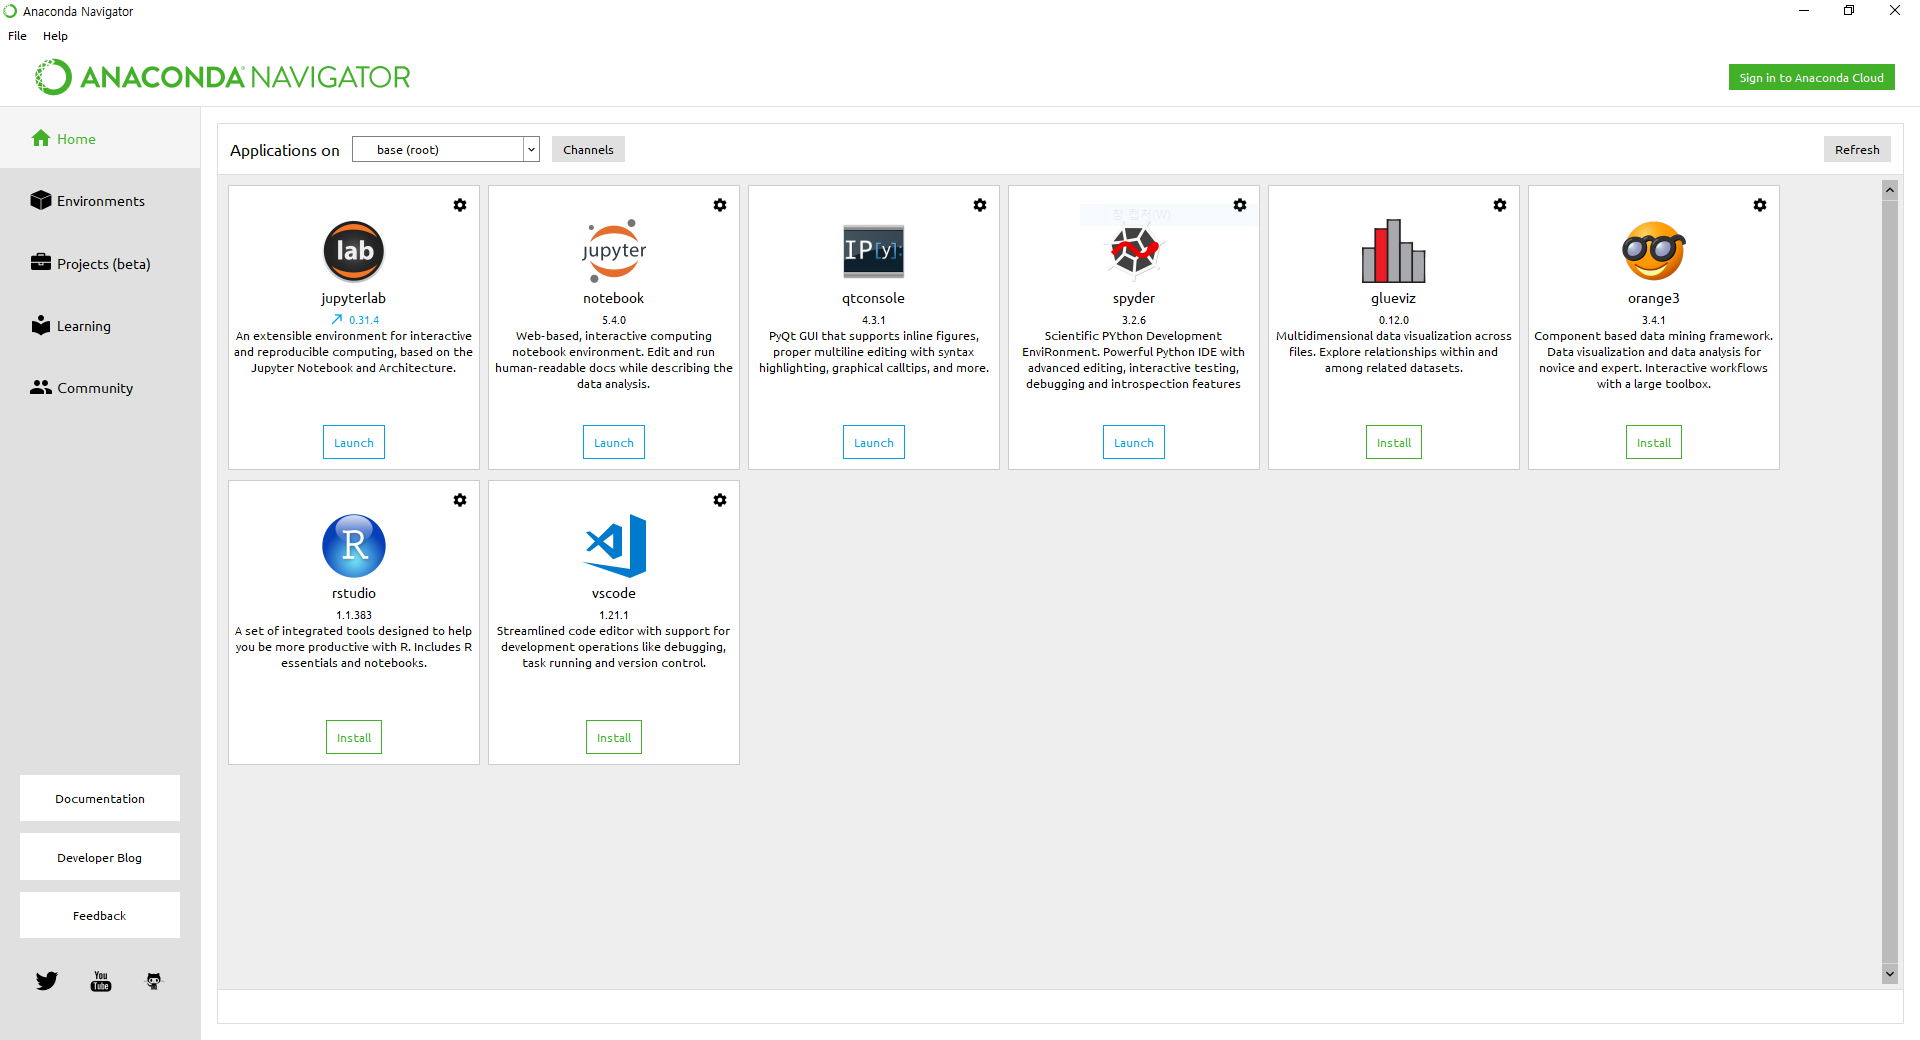 Anaconda Navigator
File Help
ANACONDA NAVIGATOR
Sign in to Anaconda Cloud
Home
Environments
Projects (beta)
Learning
Community
Documentation
Developer Blog
Feedback
You
Tube
Applications on base (root) Channels Refresh
lab
jupyterlab
0.31.4
An extensible environment for interactive
and reproducible computing, based on the
Jupyter Notebook and Architecture.
Launch
jupyter
notebook
5.4.0
Web-based, interactive computing
notebook environment. Edit and run
human-readable docs while describing the
data analysis.
Launch
IP[y]:
qtconsole
4.3.1
PyQt GUI that supports inline figures,
proper multiline editing with syntax
highlighting, graphical calltips, and more.
Launch
창 캡처(W)
spyder
3.2.6
Scientific PYthon Development
EnviRonment. Powerful Python IDE with
advanced editing, interactive testing,
debugging and introspection features
Launch
glueviz
0.12.0
Multidimensional data visualization across
files. Explore relationships within and
among related datasets.
Install
orange3
3.4.1
Component based data mining framework.
Data visualization and data analysis for
novice and expert. Interactive workflows
with a large toolbox.
Install
R
rstudio
1.1.383
A set of integrated tools designed to help
you be more productive with R. Includes R
essentials and notebooks.
Install
vscode
1.21.1
Streamlined code editor with support for
development operations like debugging,
task running and version control.
Install